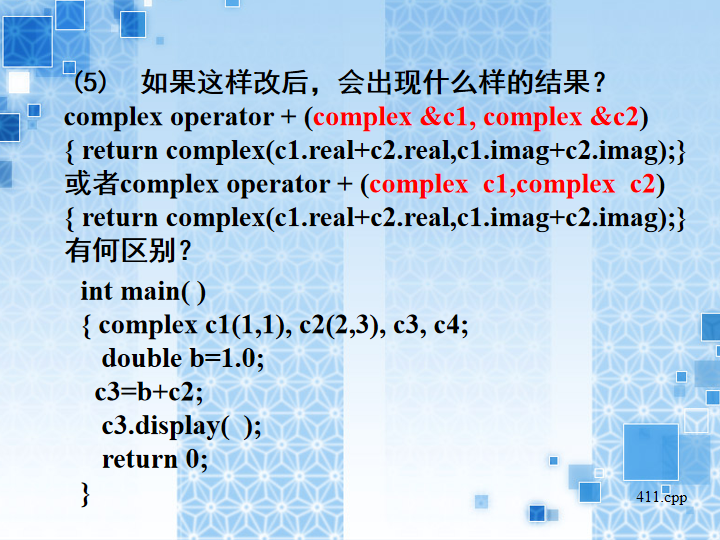 (5) 如果这样改后，会出现什么样的结果？
complex operator + (complex &c1, complex &c2)
{ return complex(c1.real+c2.real,c1.imag+c2.imag);}
或者complex operator + (complex c1,complex c2)
{ return complex(c1.real+c2.real,c1.imag+c2.imag);}
有何区别？
int main( )
{ complex c1(1,1), c2(2,3), c3, c4;
double b=1.0;
c3=b+c2;
c3.display( );
return 0;
}
411.cpp